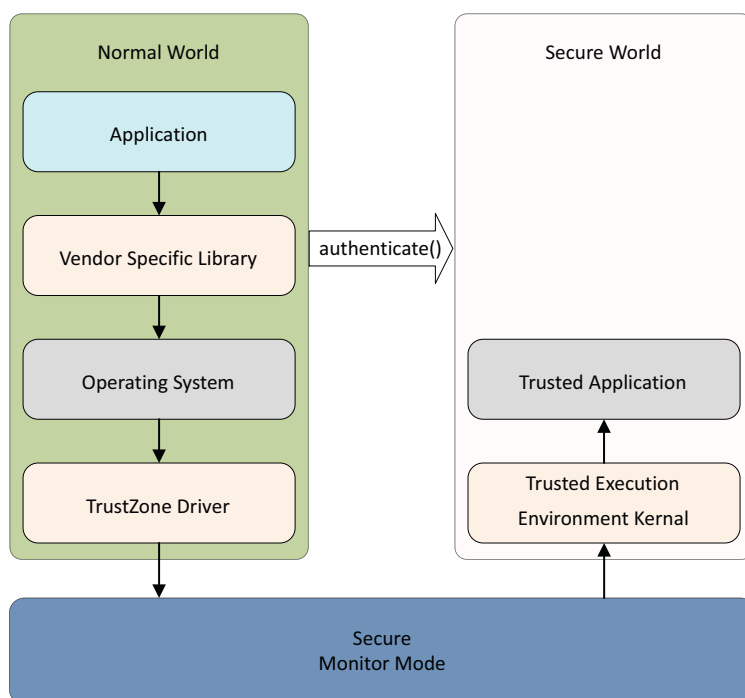 Normal World
Application
Vendor Specific Library
Operating System
TrustZone Driver
authenticate()
Secure World
Trusted Application
Trusted Execution
Environment Kernal
Secure
Monitor Mode